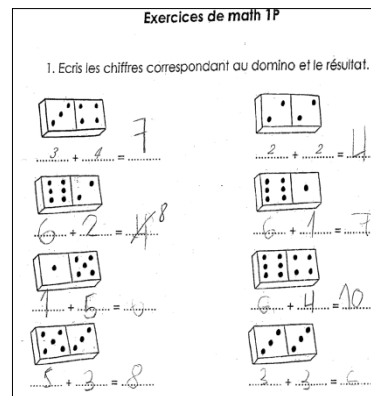 Exercices de math 1P
1. Ecris les chiffres correspondant au domino et le résultat.
3 + 4 = 7
2 + 2 = 4
6 + 2 = 4 8
6 + 1 = 7
1 + 5 = 6
6 + 4 = 10
5 + 3 = 8
3 + 3 = 6